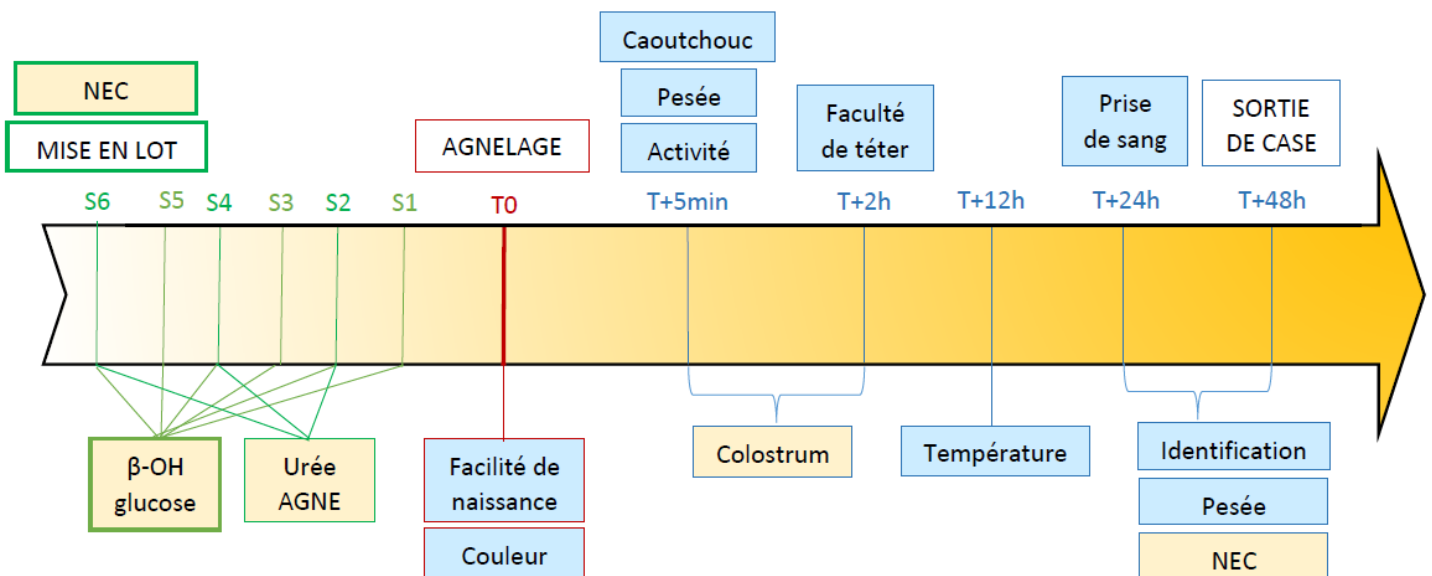 Caoutchouc
NEC
Pesée
Faculté
de téter
Prise
de sang
SORTIE
DE CASE
MISE EN LOT
AGNELAGE
Activité
S6 S5 S4 S3 S2 S1 T0 T+5min T+2h T+12h T+24h T+48h
β-OH
glucose
Urée
AGNE
Facilité de
naissance
Couleur
Colostrum
Température
Identification
Pesée
NEC